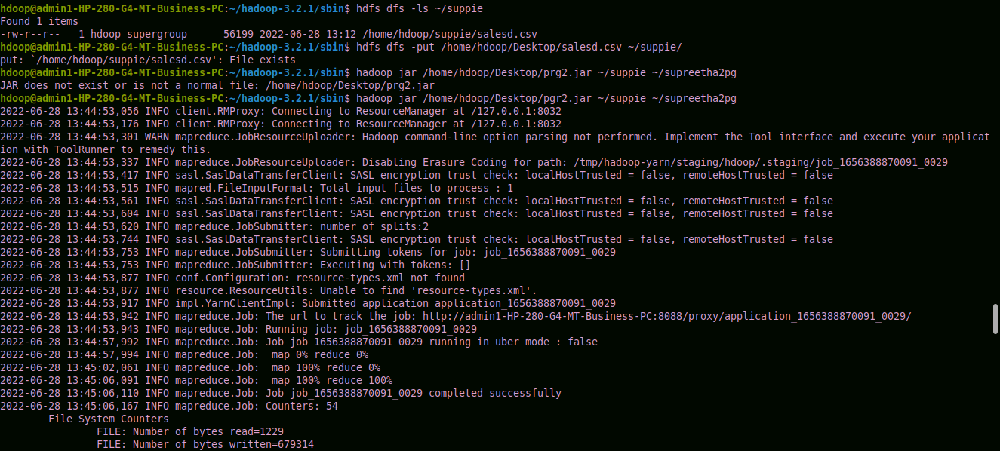 hdoop@admin1-HP-280-G4-MT-Business-PC:~/hadoop-3.2.1/sbin$ hdfs dfs -ls ~/suppie
Found 1 items
-rw-r--r--   1 hdoop supergroup      56199 2022-06-28 13:12 /home/hdoop/suppie/salesd.csv
hdoop@admin1-HP-280-G4-MT-Business-PC:~/hadoop-3.2.1/sbin$ hdfs dfs -put /home/hdoop/Desktop/salesd.csv ~/suppie/
put: `/home/hdoop/suppie/salesd.csv': File exists
hdoop@admin1-HP-280-G4-MT-Business-PC:~/hadoop-3.2.1/sbin$ hadoop jar /home/hdoop/Desktop/prg2.jar ~/suppie ~/supreetha2pg
JAR does not exist or is not a normal file: /home/hdoop/Desktop/prg2.jar
hdoop@admin1-HP-280-G4-MT-Business-PC:~/hadoop-3.2.1/sbin$ hadoop jar /home/hdoop/Desktop/pgr2.jar ~/suppie ~/supreetha2pg
2022-06-28 13:44:53,056 INFO client.RMProxy: Connecting to ResourceManager at /127.0.0.1:8032
2022-06-28 13:44:53,176 INFO client.RMProxy: Connecting to ResourceManager at /127.0.0.1:8032
2022-06-28 13:44:53,301 WARN mapreduce.JobResourceUploader: Hadoop command-line option parsing not performed. Implement the Tool interface and execute your applicat
ion with ToolRunner to remedy this.
2022-06-28 13:44:53,337 INFO mapreduce.JobResourceUploader: Disabling Erasure Coding for path: /tmp/hadoop-yarn/staging/hdoop/.staging/job_1656388870091_0029
2022-06-28 13:44:53,417 INFO sasl.SaslDataTransferClient: SASL encryption trust check: localHostTrusted = false, remoteHostTrusted = false
2022-06-28 13:44:53,515 INFO mapred.FileInputFormat: Total input files to process : 1
2022-06-28 13:44:53,561 INFO sasl.SaslDataTransferClient: SASL encryption trust check: localHostTrusted = false, remoteHostTrusted = false
2022-06-28 13:44:53,604 INFO sasl.SaslDataTransferClient: SASL encryption trust check: localHostTrusted = false, remoteHostTrusted = false
2022-06-28 13:44:53,620 INFO mapreduce.JobSubmitter: number of splits:2
2022-06-28 13:44:53,744 INFO sasl.SaslDataTransferClient: SASL encryption trust check: localHostTrusted = false, remoteHostTrusted = false
2022-06-28 13:44:53,753 INFO mapreduce.JobSubmitter: Submitting tokens for job: job_1656388870091_0029
2022-06-28 13:44:53,753 INFO mapreduce.JobSubmitter: Executing with tokens: []
2022-06-28 13:44:53,877 INFO conf.Configuration: resource-types.xml not found
2022-06-28 13:44:53,877 INFO resource.ResourceUtils: Unable to find 'resource-types.xml'.
2022-06-28 13:44:53,917 INFO impl.YarnClientImpl: Submitted application application_1656388870091_0029
2022-06-28 13:44:53,942 INFO mapreduce.Job: The url to track the job: http://admin1-HP-280-G4-MT-Business-PC:8088/proxy/application_1656388870091_0029/
2022-06-28 13:44:53,943 INFO mapreduce.Job: Running job: job_1656388870091_0029
2022-06-28 13:44:57,992 INFO mapreduce.Job: Job job_1656388870091_0029 running in uber mode : false
2022-06-28 13:44:57,994 INFO mapreduce.Job:  map 0% reduce 0%
2022-06-28 13:45:02,061 INFO mapreduce.Job:  map 100% reduce 0%
2022-06-28 13:45:06,091 INFO mapreduce.Job:  map 100% reduce 100%
2022-06-28 13:45:06,110 INFO mapreduce.Job: Job job_1656388870091_0029 completed successfully
2022-06-28 13:45:06,167 INFO mapreduce.Job: Counters: 54
        File System Counters
                FILE: Number of bytes read=1229
                FILE: Number of bytes written=679314